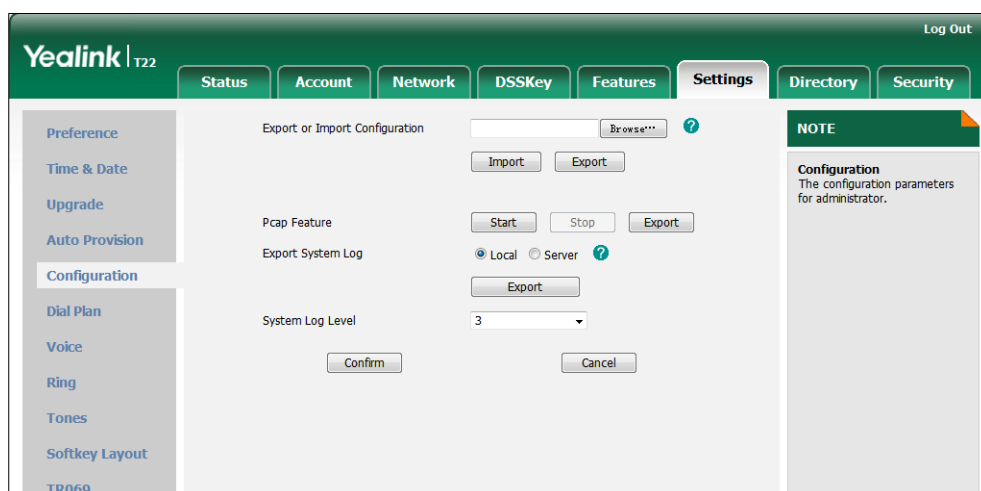 Log Out
Yealink | T22
Status Account Network DSSKey Features Settings Directory Security
Preference
Time & Date
Upgrade
Auto Provision
Configuration
Dial Plan
Voice
Ring
Tones
Softkey Layout
TR069
Export or Import Configuration Browse... ?
Import Export
Pcap Feature Start Stop Export
Export System Log Local Server ?
Export
System Log Level 3
Confirm Cancel
NOTE
Configuration
The configuration parameters
for administrator.